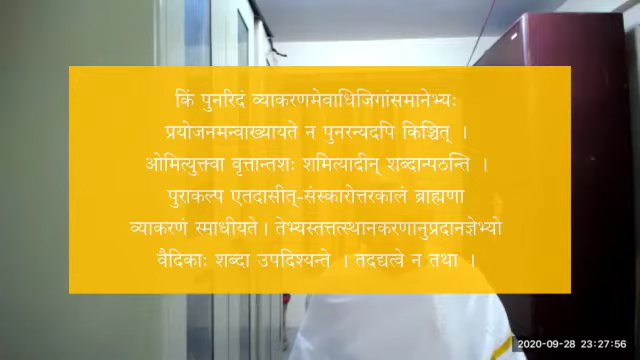 किं पुनरिदं व्याकरणमेवाधिजिगांसमानेभ्यः
प्रयोजनमन्वाख्यायते न पुनरन्यदपि किञ्चित् ।
ओमित्युक्त्वा वृत्तान्तशः शमित्यादीन् शब्दान्पठन्ति ।
पुराकल्प एतदासीत्-संस्कारोत्तरकालं ब्राह्मणा
व्याकरणं स्माधीयते । तेभ्यस्तत्तत्स्थानकरणानुप्रदानज्ञेभ्यो
वैदिकाः शब्दा उपदिश्यन्ते । तदद्यत्वे न तथा ।
2020-09-28 23:27:56